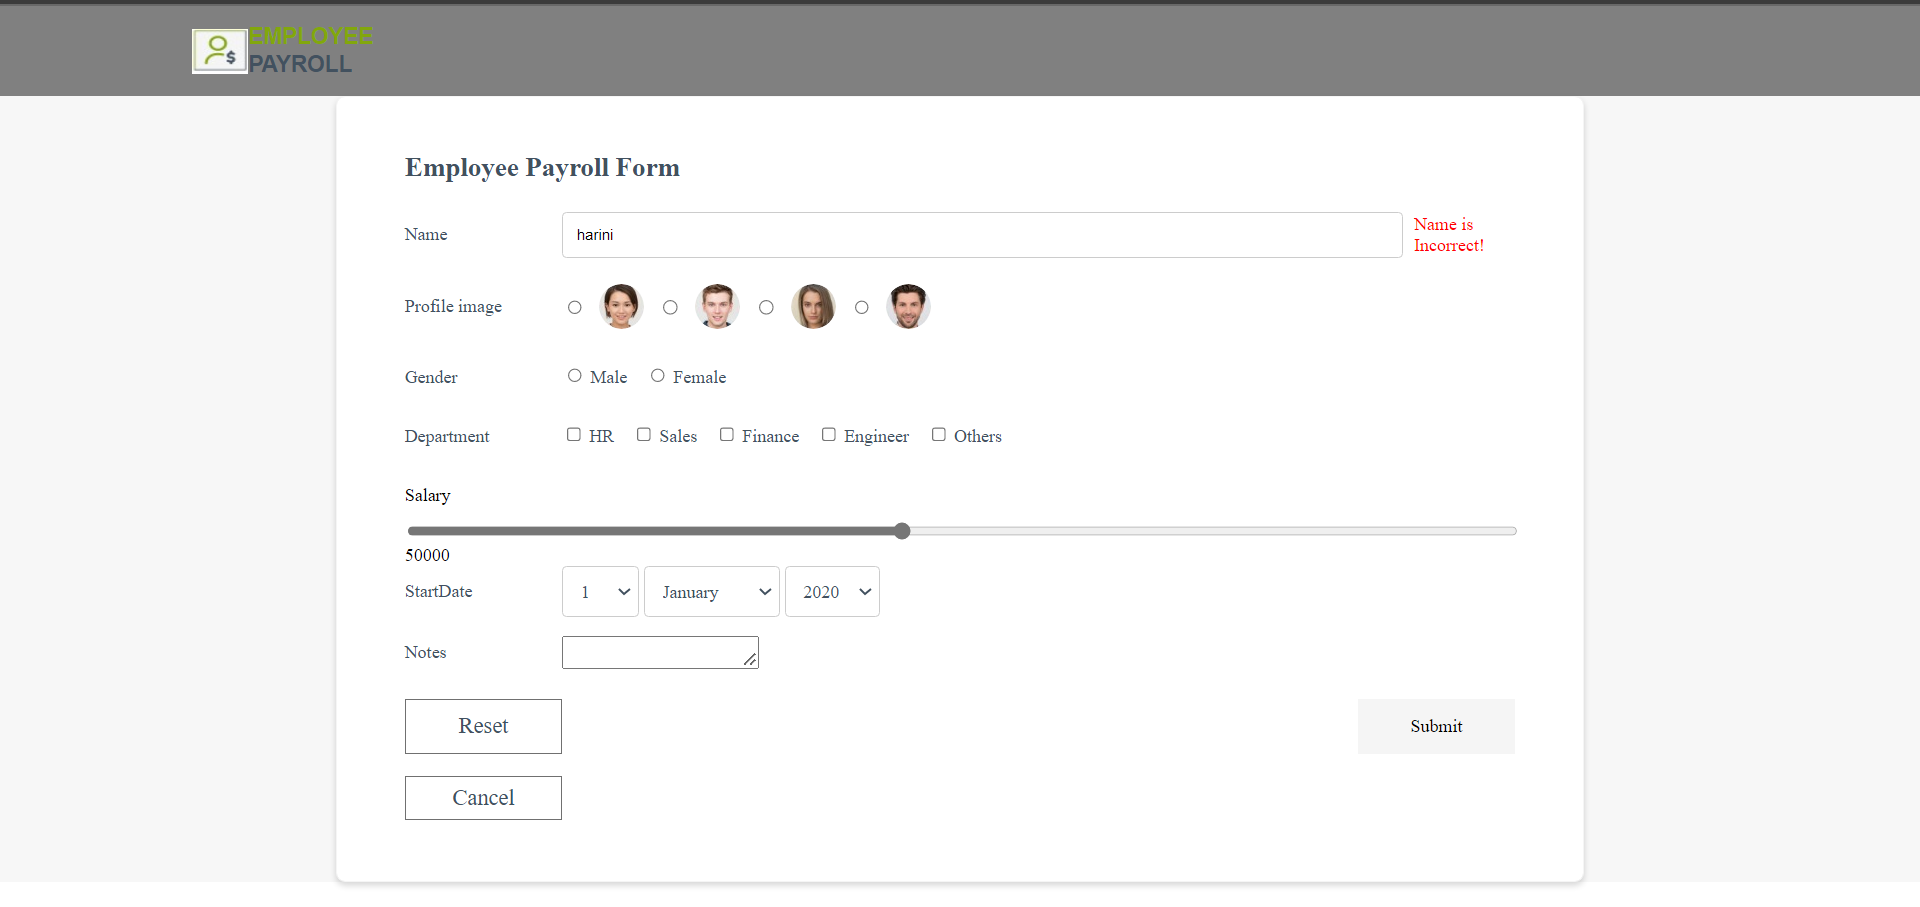 EMPLOYEE
PAYROLL
Employee Payroll Form
Name
harini
Name is
Incorrect!
Profile image
Gender
Male
Female
Department
HR
Sales
Finance
Engineer
Others
Salary
50000
StartDate
1
January
2020
Notes
Reset
Submit
Cancel